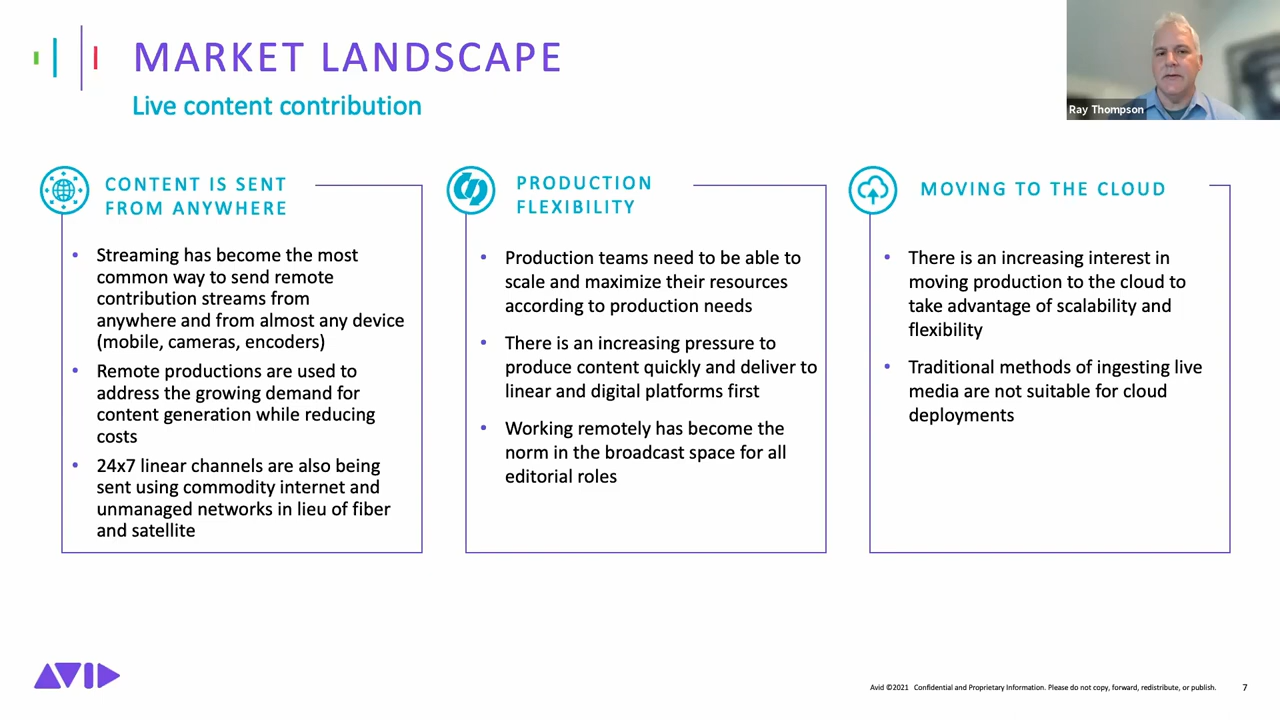 MARKET LANDSCAPE
Live content contribution
Ray Thompson
CONTENT IS SENT
FROM ANYWHERE
• Streaming has become the most
common way to send remote
contribution streams from
anywhere and from almost any device
(mobile, cameras, encoders)
• Remote productions are used to
address the growing demand for
content generation while reducing
costs
• 24x7 linear channels are also being
sent using commodity internet and
unmanaged networks in lieu of fiber
and satellite
PRODUCTION
FLEXIBILITY
• Production teams need to be able to
scale and maximize their resources
according to production needs
• There is an increasing pressure to
produce content quickly and deliver to
linear and digital platforms first
• Working remotely has become the
norm in the broadcast space for all
editorial roles
MOVING TO THE CLOUD
• There is an increasing interest in
moving production to the cloud to
take advantage of scalability and
flexibility
• Traditional methods of ingesting live
media are not suitable for cloud
deployments
AVID
Avid ©2021 Confidential and Proprietary Information. Please do not copy, forward, redistribute, or publish.
7